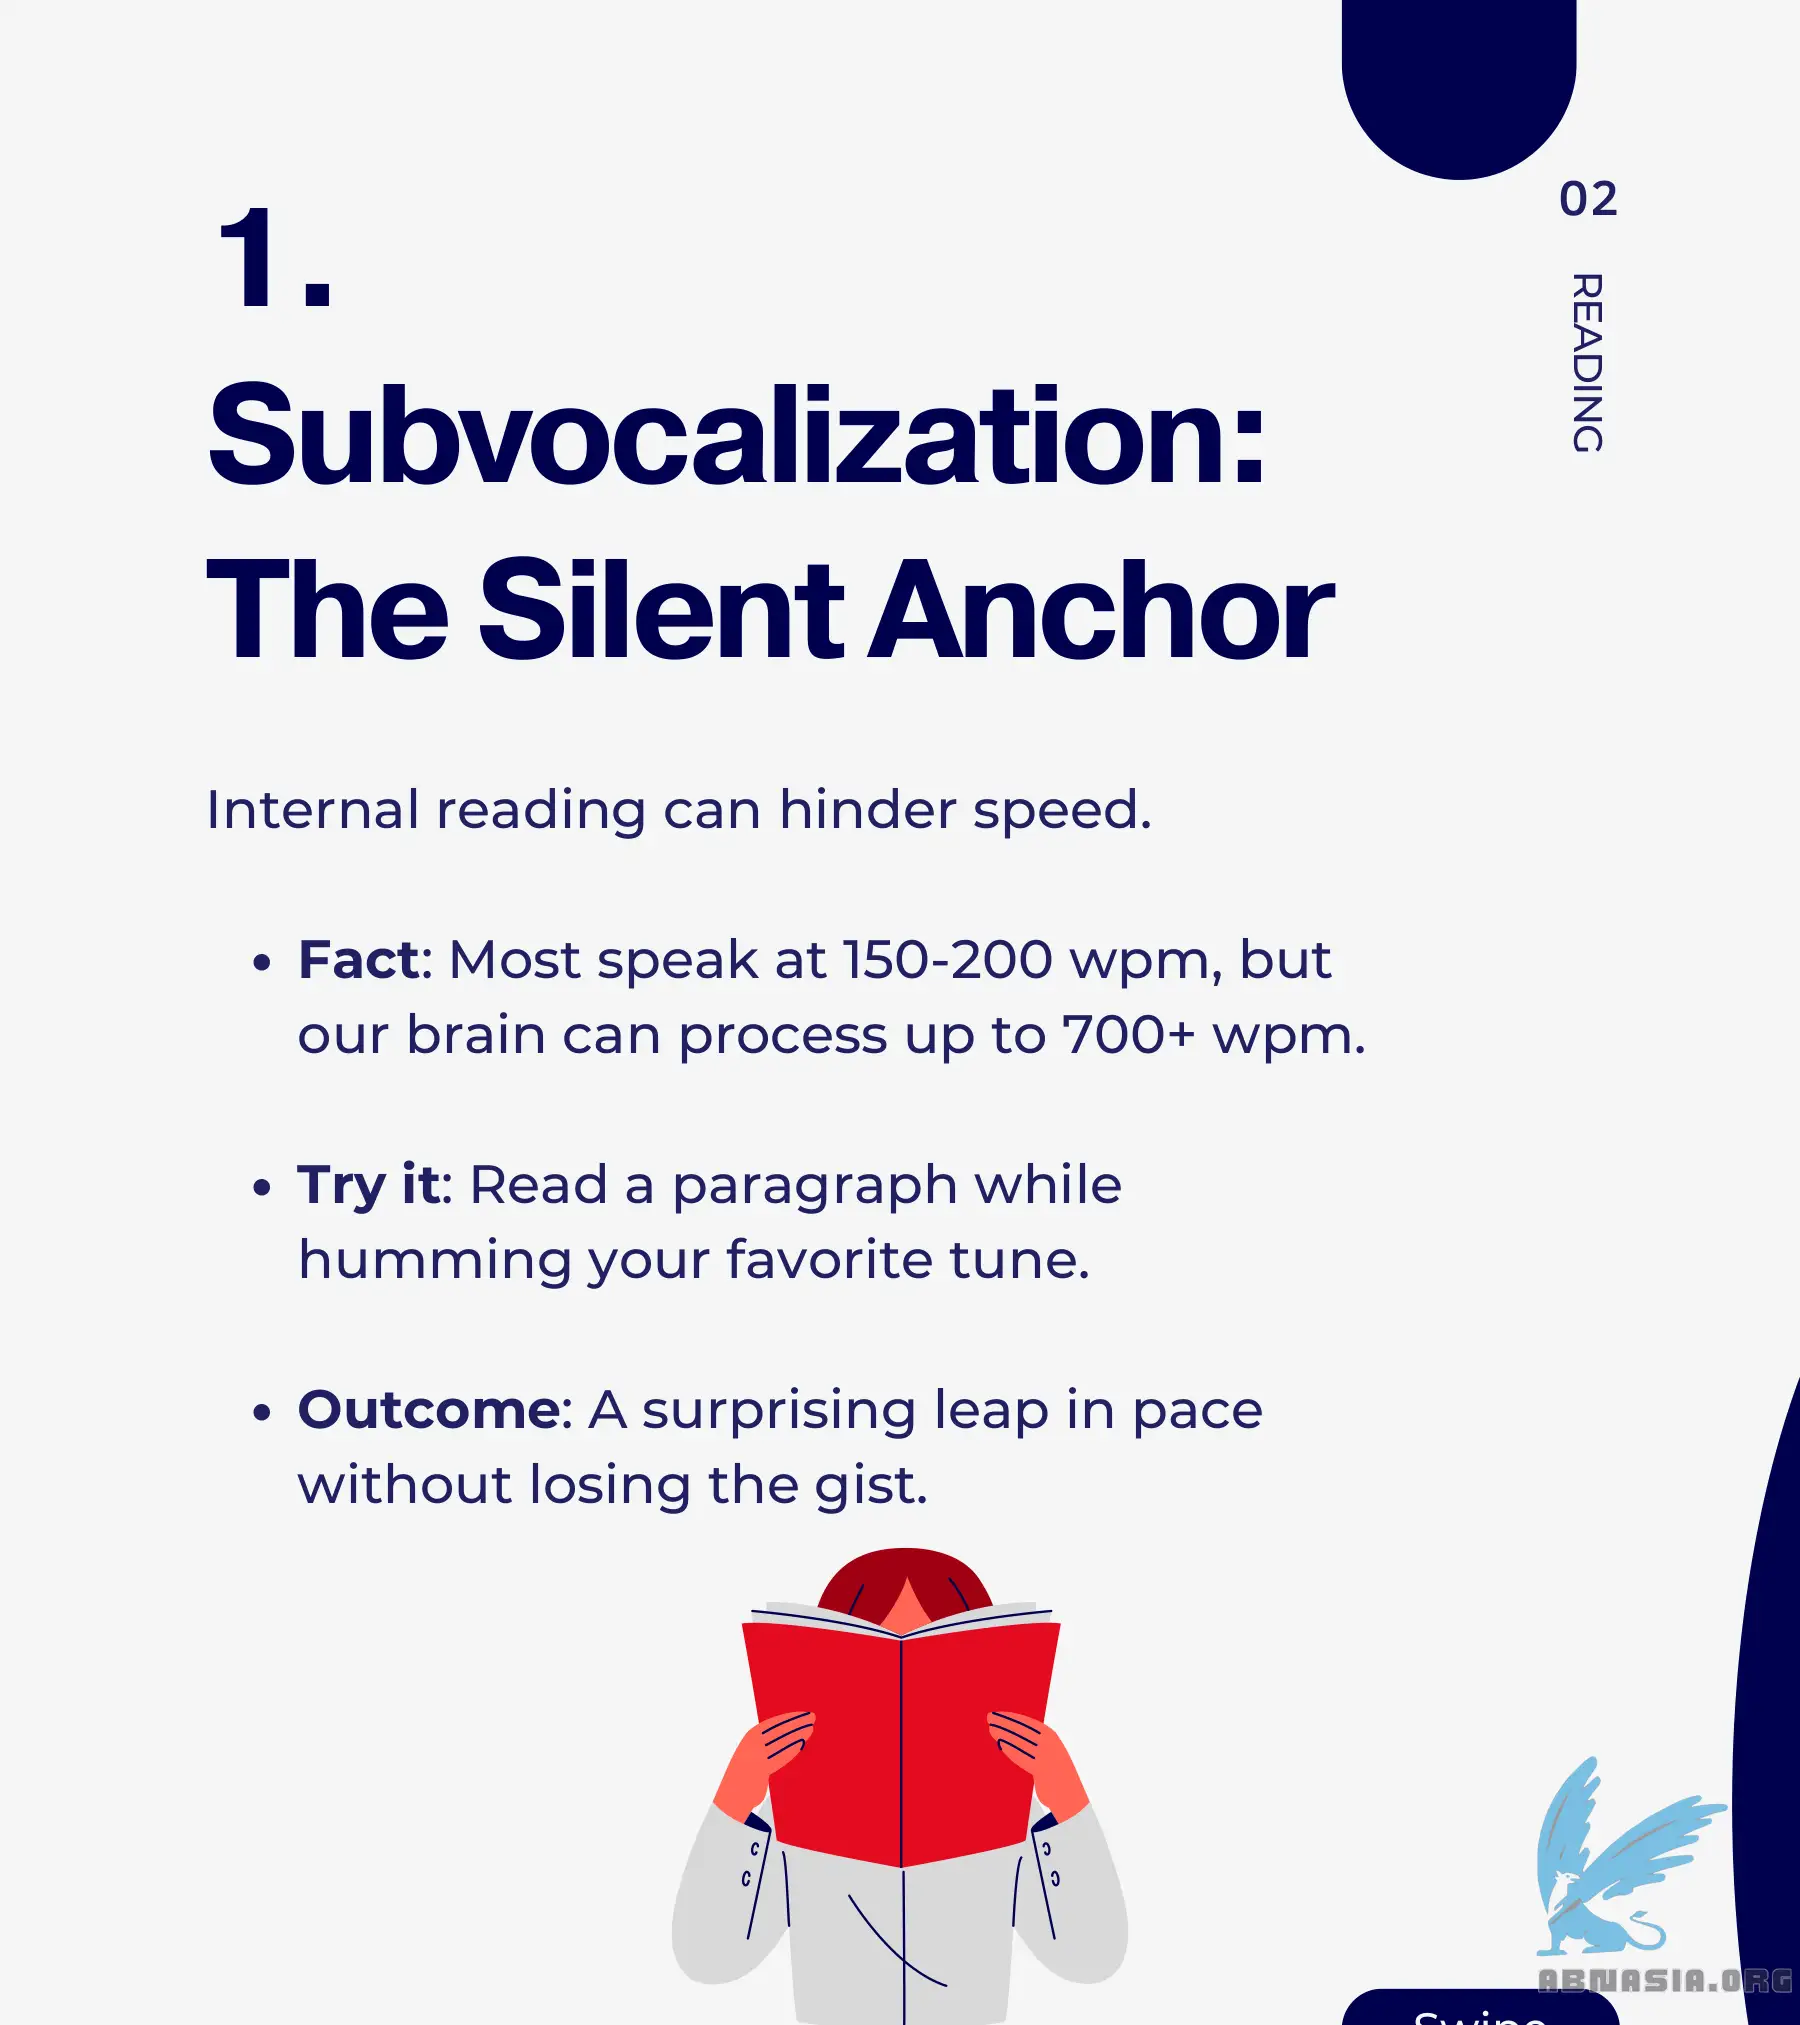 02
READING
1.
Subvocalization:
The Silent Anchor
Internal reading can hinder speed.
• Fact: Most speak at 150-200 wpm, but
our brain can process up to 700+ wpm.
• Try it: Read a paragraph while
humming your favorite tune.
• Outcome: A surprising leap in pace
without losing the gist.
ABNASIA.ORG
Swipe